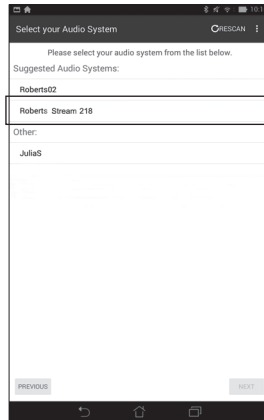 10:1
Select your Audio System
RESCAN
Please select your audio system from the list below.
Suggested Audio Systems:
Roberts02
Roberts Stream 218
Other:
JuliaS
PREVIOUS
NEXT